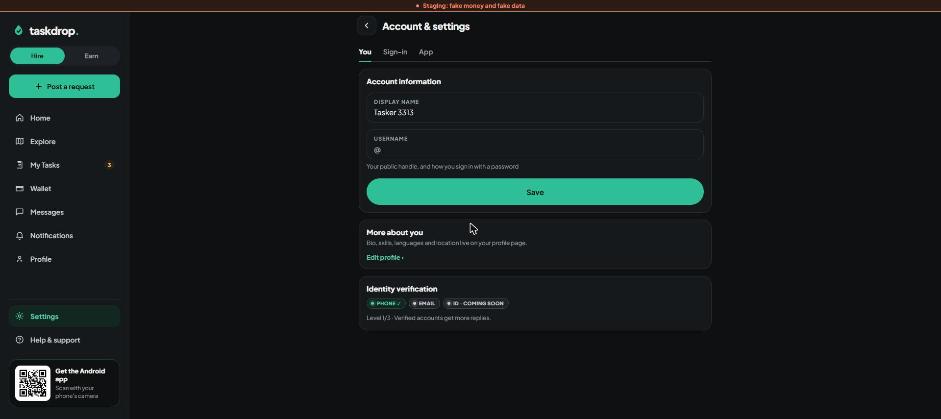 Staging: fake money and fake data
taskdrop.
Hire
Earn
+ Post a request
Home
Explore
My Tasks
3
Wallet
Messages
Notifications
Profile
Settings
Help & support
Get the Android
app
Scan with your
phone's camera
Account & settings
You
Sign-in
App
Account information
DISPLAY NAME
Tasker 3313
USERNAME
@
Your public handle, and how you sign in with a password
Save
More about you
Bio, skills, languages and location live on your profile page.
Edit profile ›
Identity verification
PHONE ✓
EMAIL
ID · COMING SOON
Level 1/3 · Verified accounts get more replies.